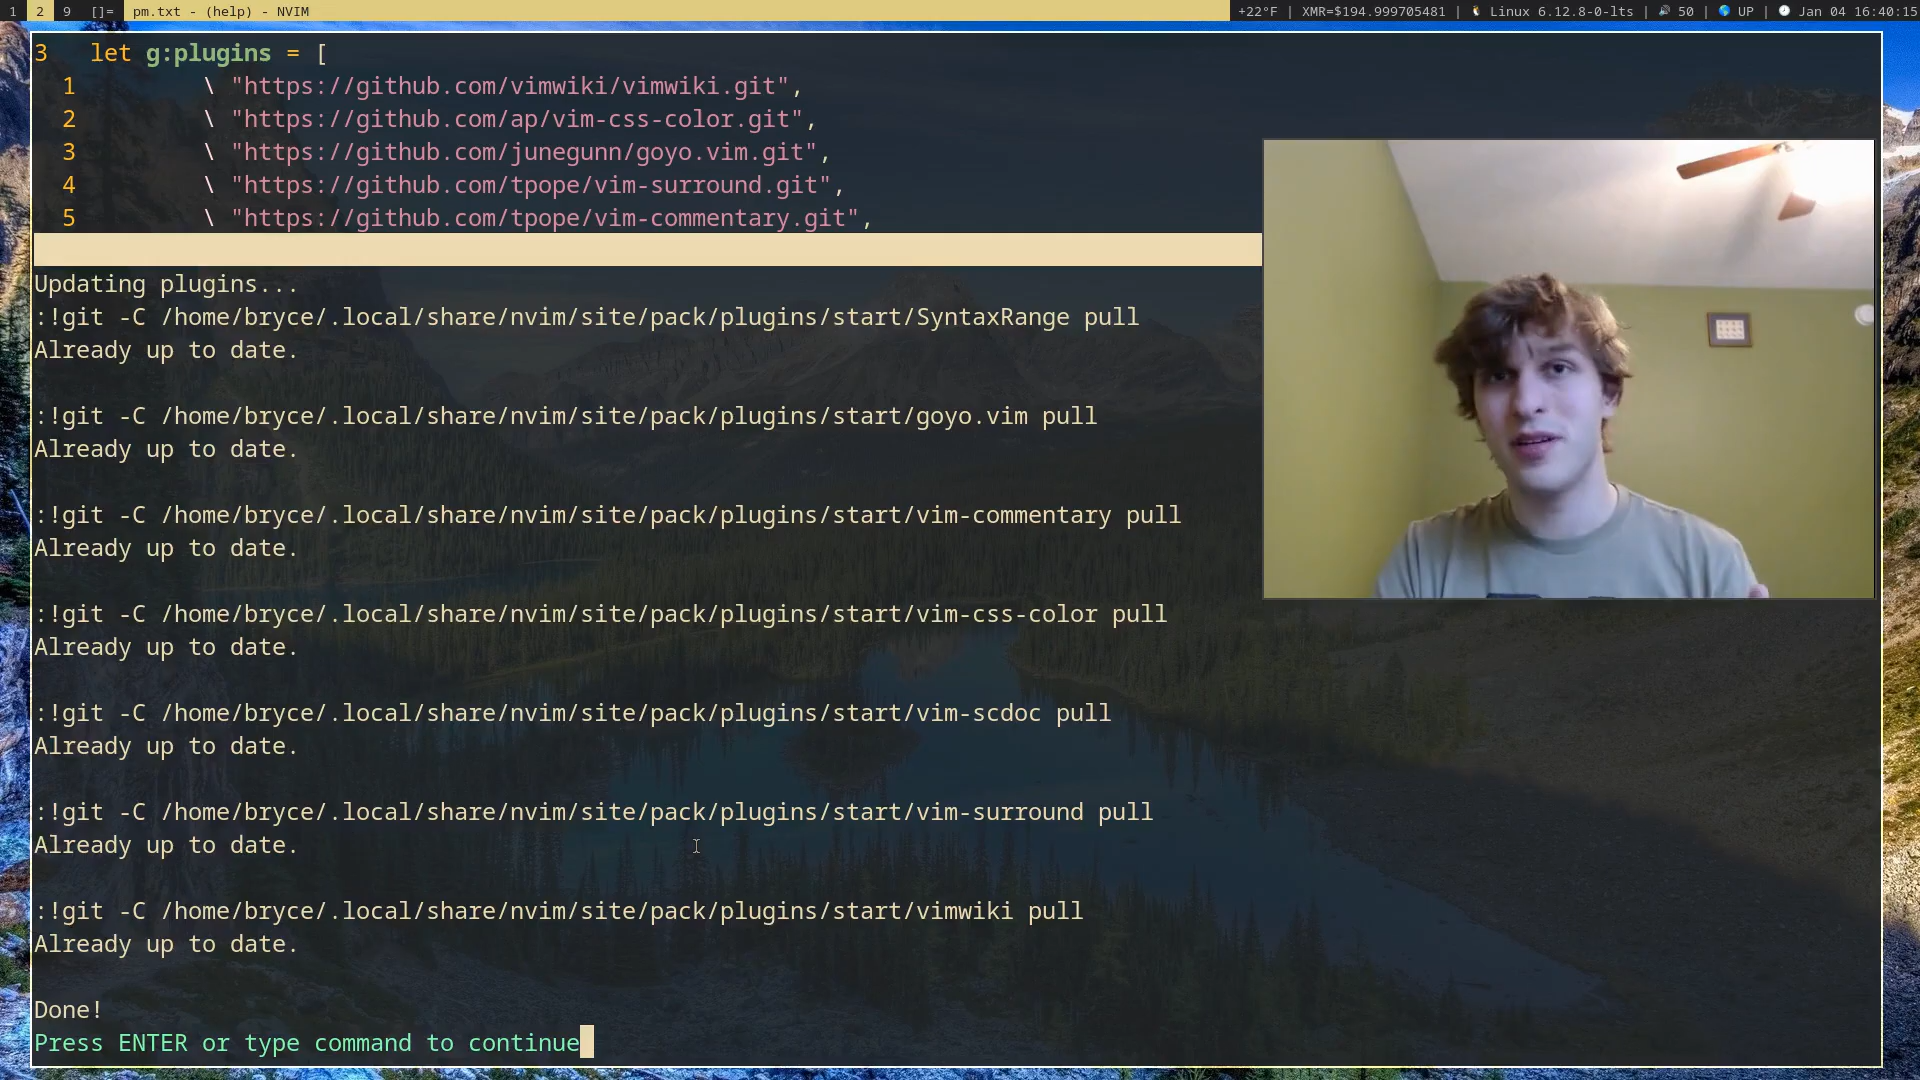 1 2 9 []= pm.txt - (help) - NVIM +22°F | XMR=$194.999705481 | Linux 6.12.8-0-lts | 50 | UP | Jan 04 16:40:15
3 let g:plugins = [
1 \ "https://github.com/vimwiki/vimwiki.git",
2 \ "https://github.com/ap/vim-css-color.git",
3 \ "https://github.com/junegunn/goyo.vim.git",
4 \ "https://github.com/tpope/vim-surround.git",
5 \ "https://github.com/tpope/vim-commentary.git",
Updating plugins...
:!git -C /home/bryce/.local/share/nvim/site/pack/plugins/start/SyntaxRange pull
Already up to date.
:!git -C /home/bryce/.local/share/nvim/site/pack/plugins/start/goyo.vim pull
Already up to date.
:!git -C /home/bryce/.local/share/nvim/site/pack/plugins/start/vim-commentary pull
Already up to date.
:!git -C /home/bryce/.local/share/nvim/site/pack/plugins/start/vim-css-color pull
Already up to date.
:!git -C /home/bryce/.local/share/nvim/site/pack/plugins/start/vim-scdoc pull
Already up to date.
:!git -C /home/bryce/.local/share/nvim/site/pack/plugins/start/vim-surround pull
Already up to date.
:!git -C /home/bryce/.local/share/nvim/site/pack/plugins/start/vimwiki pull
Already up to date.
Done!
Press ENTER or type command to continue